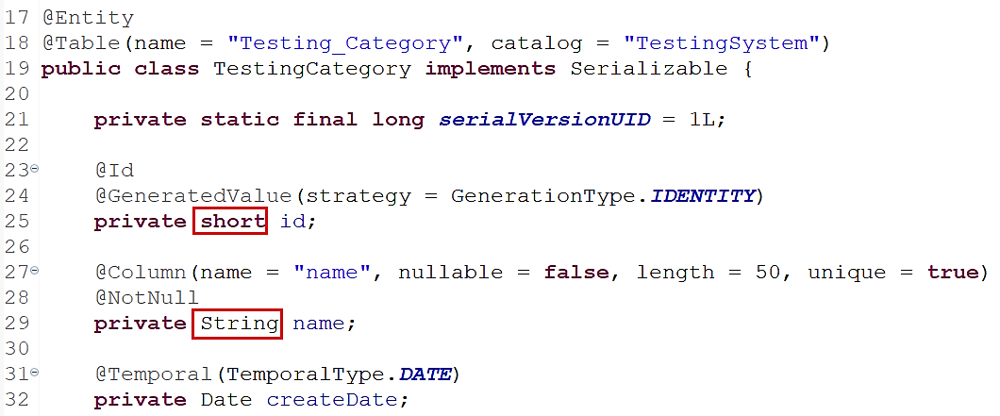 17 @Entity
18 @Table(name = "Testing_Category", catalog = "TestingSystem")
19 public class TestingCategory implements Serializable {
20
21     private static final long serialVersionUID = 1L;
22
23     @Id
24     @GeneratedValue(strategy = GenerationType.IDENTITY)
25     private short id;
26
27     @Column(name = "name", nullable = false, length = 50, unique = true)
28     @NotNull
29     private String name;
30
31     @Temporal(TemporalType.DATE)
32     private Date createDate;